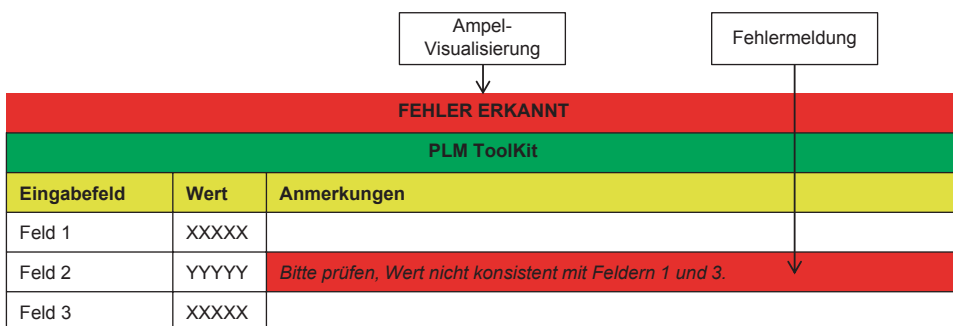 Ampel-
Visualisierung
Fehlermeldung
FEHLER ERKANNT
PLM ToolKit
Eingabefeld Wert Anmerkungen
Feld 1 XXXXX
Feld 2 YYYYY Bitte prüfen, Wert nicht konsistent mit Feldern 1 und 3.
Feld 3 XXXXX